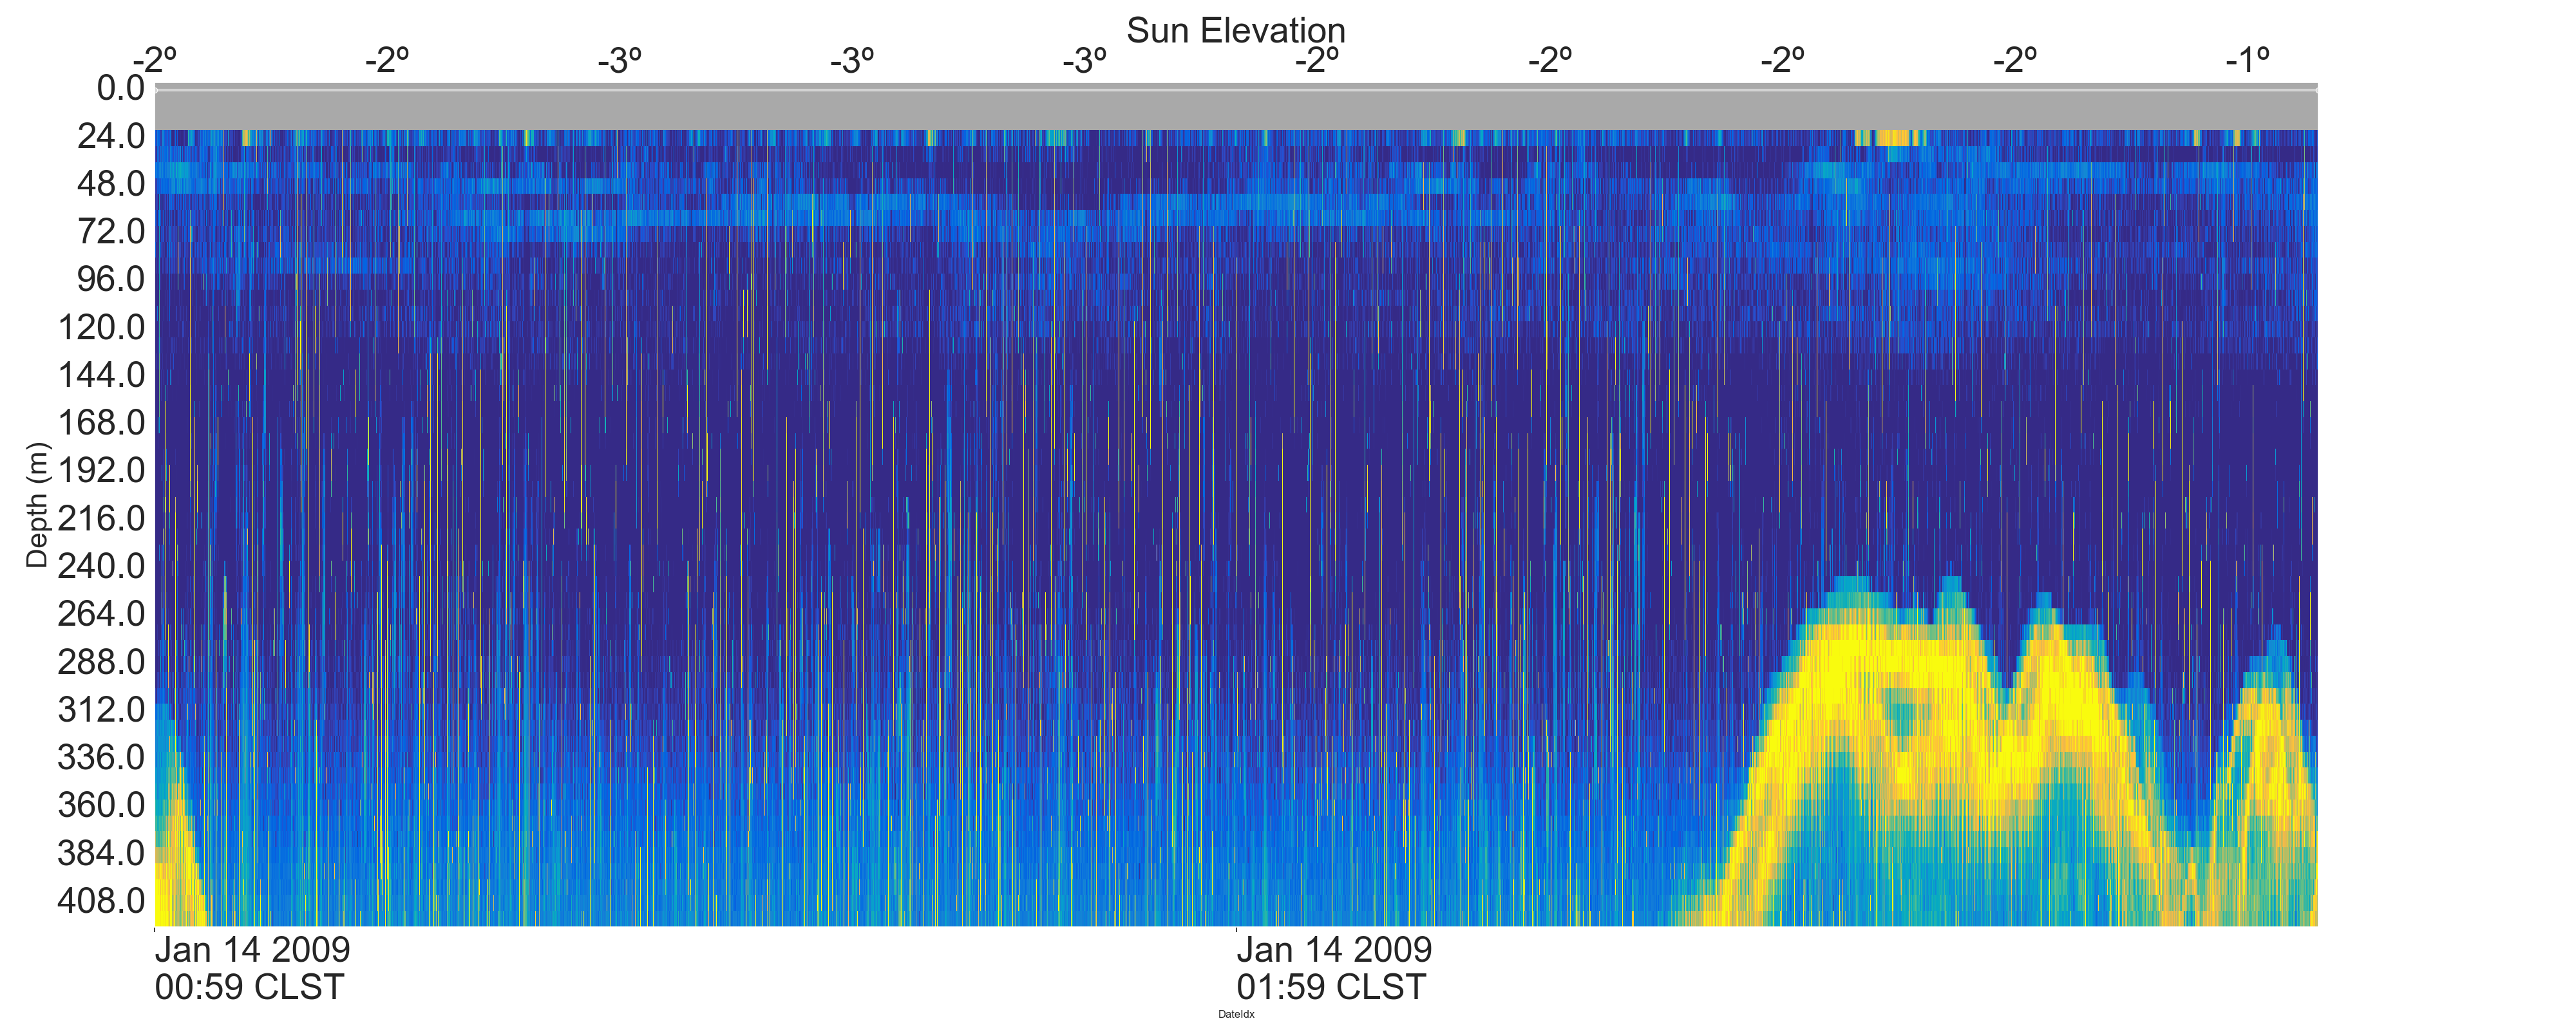 Sun Elevation
-2º -2º -3º -3º -3º -2º -2º -2º -2º -1º
0.0
24.0
48.0
72.0
96.0
120.0
144.0
168.0
192.0
216.0
240.0
264.0
288.0
312.0
336.0
360.0
384.0
408.0
Depth (m)
Jan 14 2009
00:59 CLST
Jan 14 2009
01:59 CLST
DateIdx